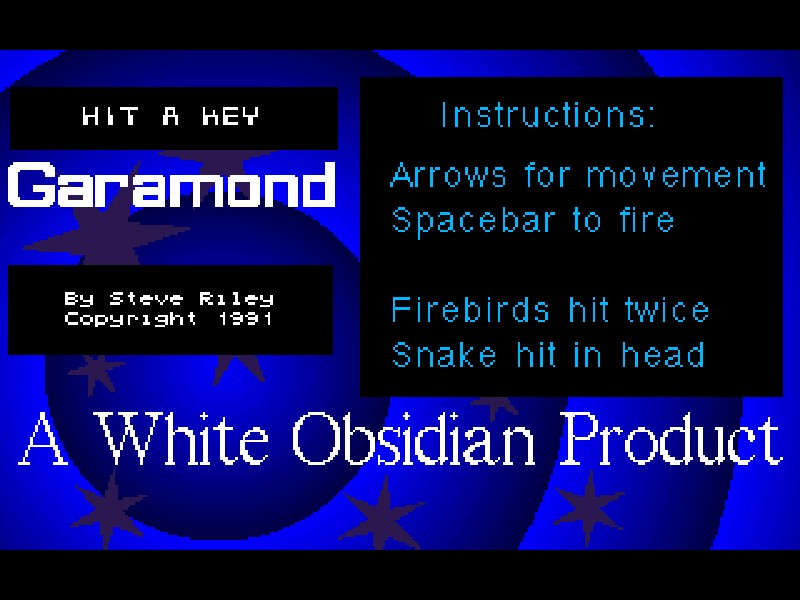 HIT A KEY
Garamond
By Steve Riley
Copyright 1991
Instructions:
Arrows for movement
Spacebar to fire
Firebirds hit twice
Snake hit in head
A White Obsidian Product